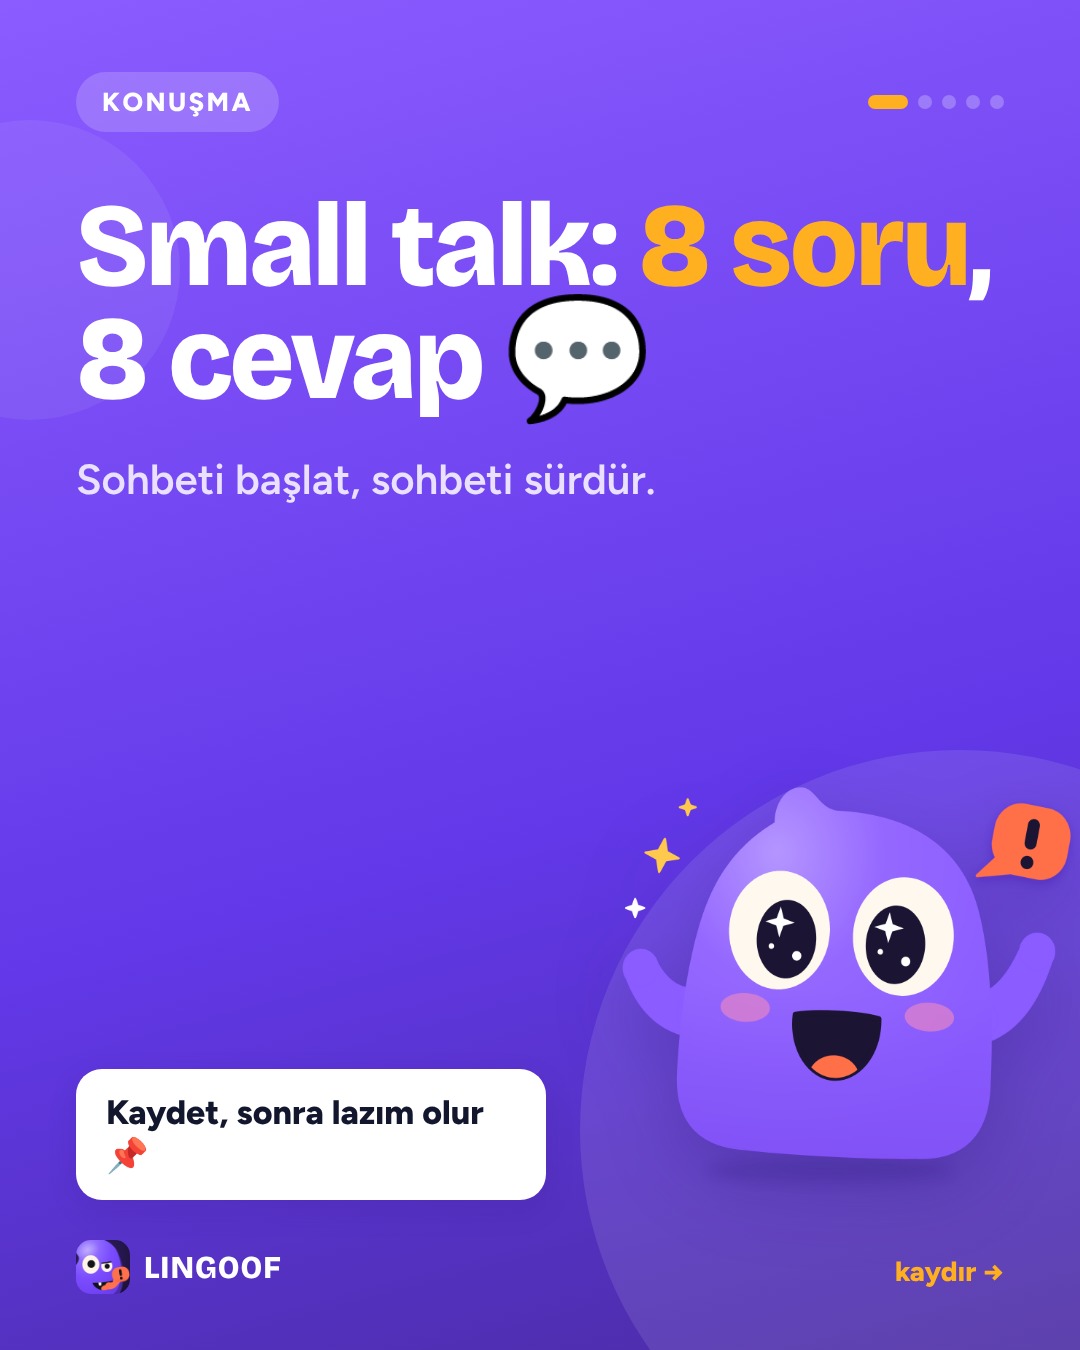 KONUŞMA
Small talk: 8 soru,
8 cevap 💬
Sohbeti başlat, sohbeti sürdür.
!
Kaydet, sonra lazım olur
📌
LINGOOF
kaydır →